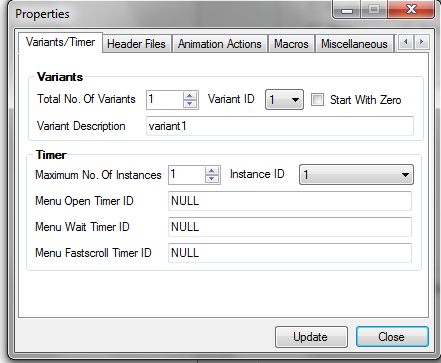 Properties
Variants/Timer Header Files Animation Actions Macros Miscellaneous
Variants
Total No. Of Variants 1 Variant ID 1 Start With Zero
Variant Description variant1
Timer
Maximum No. Of Instances 1 Instance ID 1
Menu Open Timer ID NULL
Menu Wait Timer ID NULL
Menu Fastscroll Timer ID NULL
Update Close